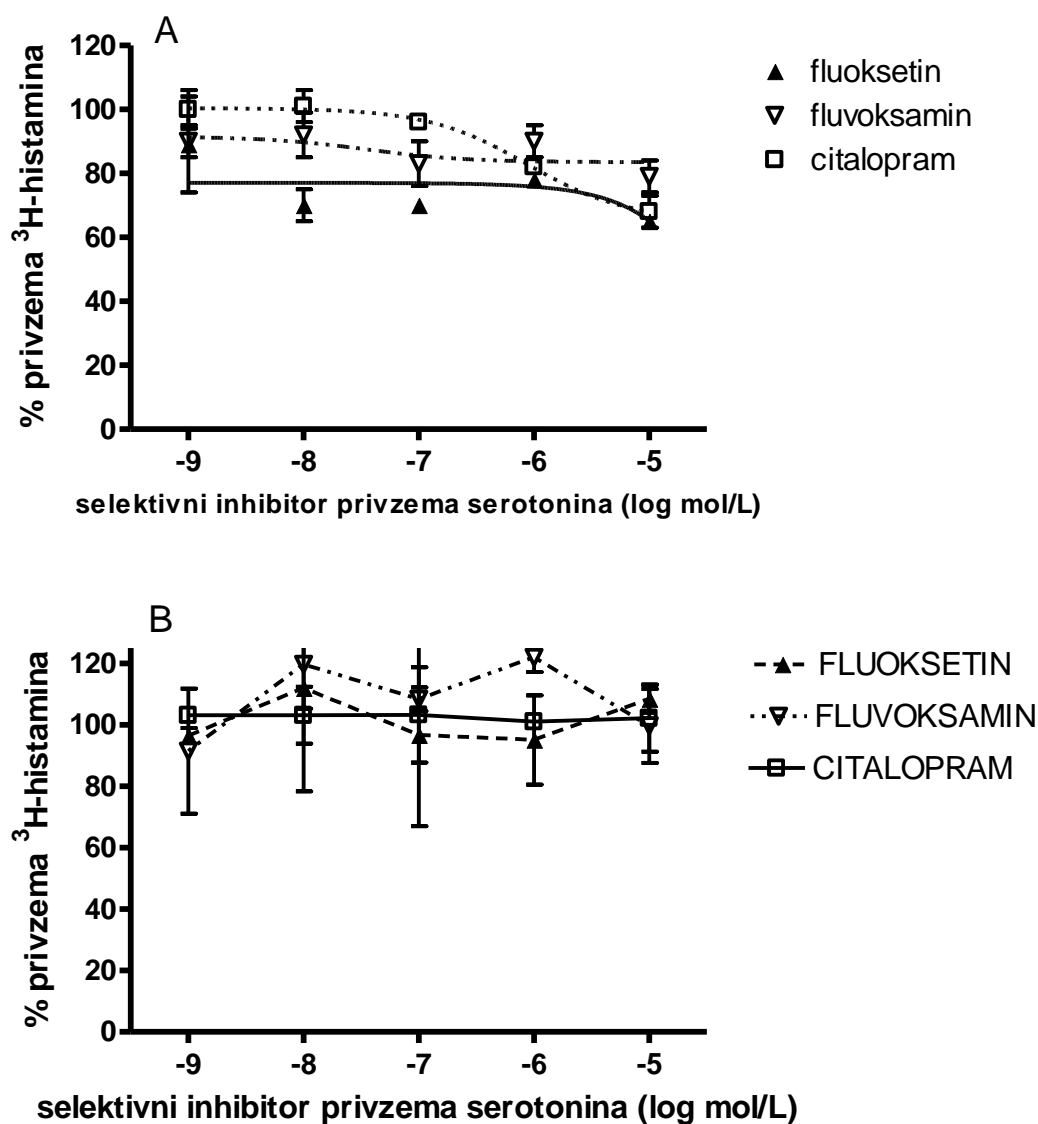 A
% privzema ³H-histamina
120
100
80
60
40
20
0
-9 -8 -7 -6 -5
selektivni inhibitor privzema serotonina (log mol/L)
fluoksetin
fluvoksamin
citalopram
B
% privzema ³H-histamina
120
100
80
60
40
20
0
-9 -8 -7 -6 -5
selektivni inhibitor privzema serotonina (log mol/L)
FLUOKSETIN
FLUVOKSAMIN
CITALOPRAM